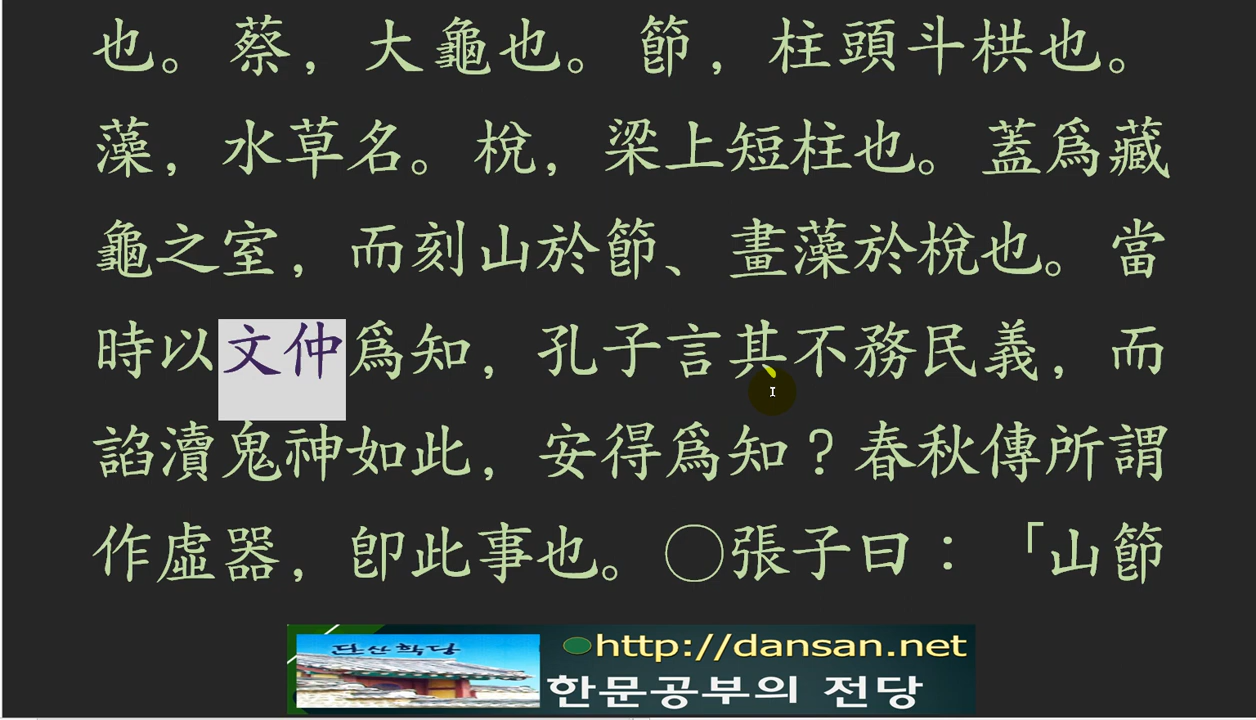 也。蔡，大龜也。節，柱頭斗栱也。
藻，水草名。梲，梁上短柱也。蓋爲藏
龜之室，而刻山於節、畫藻於梲也。當
時以文仲爲知，孔子言其不務民義，而
諂瀆鬼神如此，安得爲知？春秋傳所謂
作虛器，卽此事也。◯張子曰：「山節
단산학당
http://dansan.net
한문공부의 전당